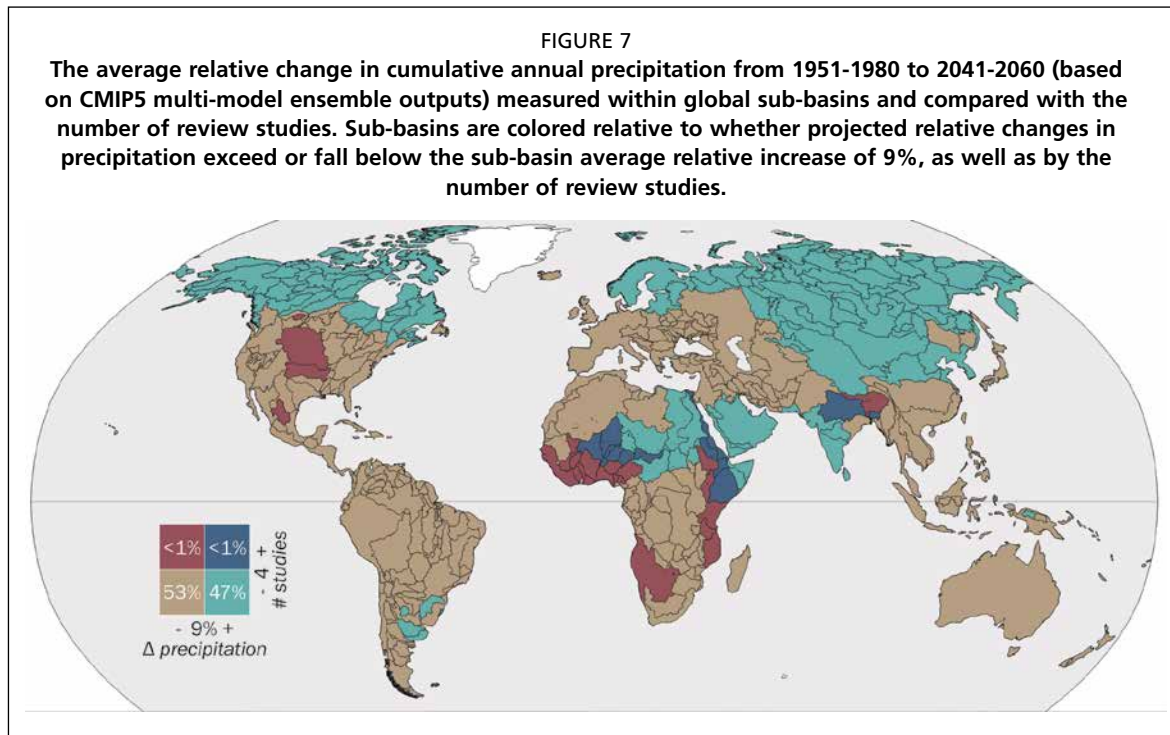 FIGURE 7
The average relative change in cumulative annual precipitation from 1951-1980 to 2041-2060 (based
on CMIP5 multi-model ensemble outputs) measured within global sub-basins and compared with the
number of review studies. Sub-basins are colored relative to whether projected relative changes in
precipitation exceed or fall below the sub-basin average relative increase of 9%, as well as by the
number of review studies.
<1% <1%
53% 47%
- 4 +
# studies
- 9% +
Δ precipitation